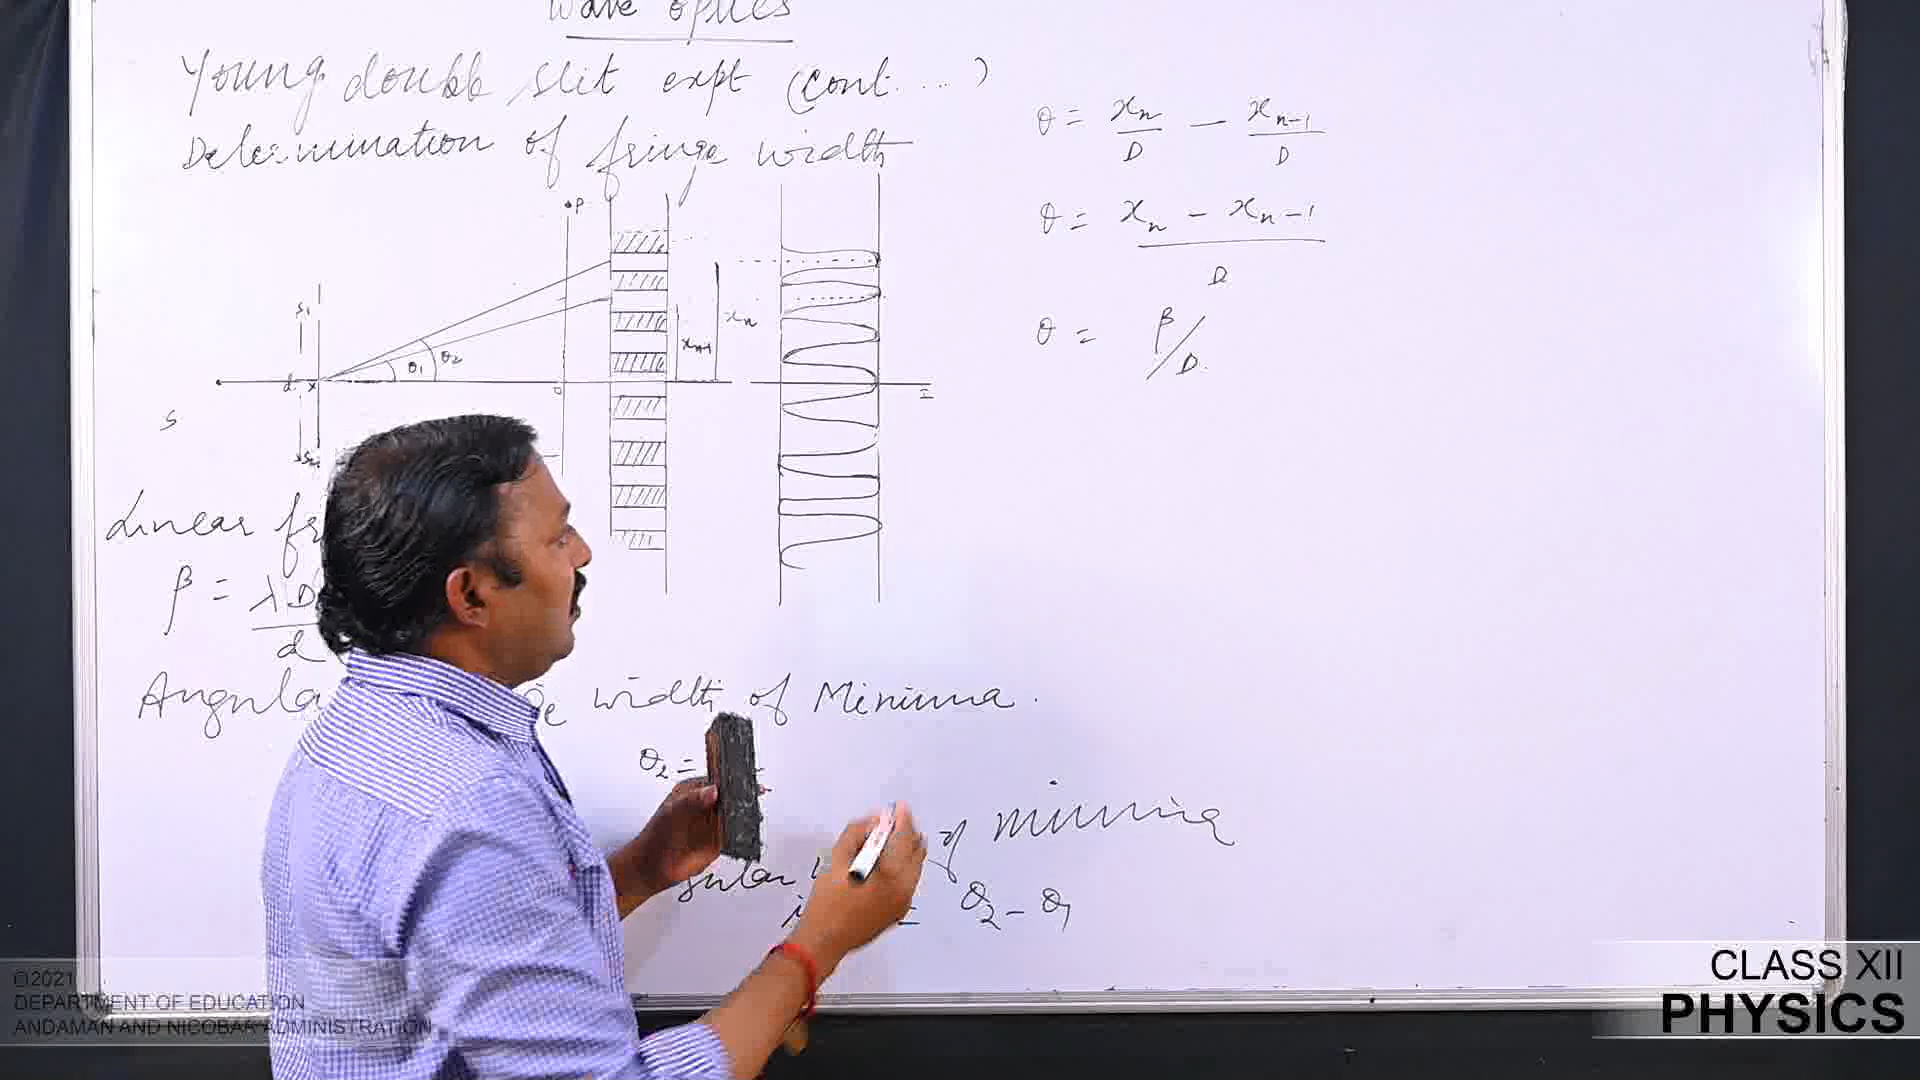 Wave optics
Young double slit expt (cont....)
Determination of fringe width
P
S1
d
x
S
θ1
θ2
O
xn-1
xn
I
Linear
β = λD
d
width of Minima.
θ2 =
of minima
= θ2 - θ1
θ = xn/D - xn-1/D
θ = xn - xn-1
D
θ = β/D.
©2021
DEPARTMENT OF EDUCATION
ANDAMAN AND NICOBAR ADMINISTRATION
CLASS XII
PHYSICS